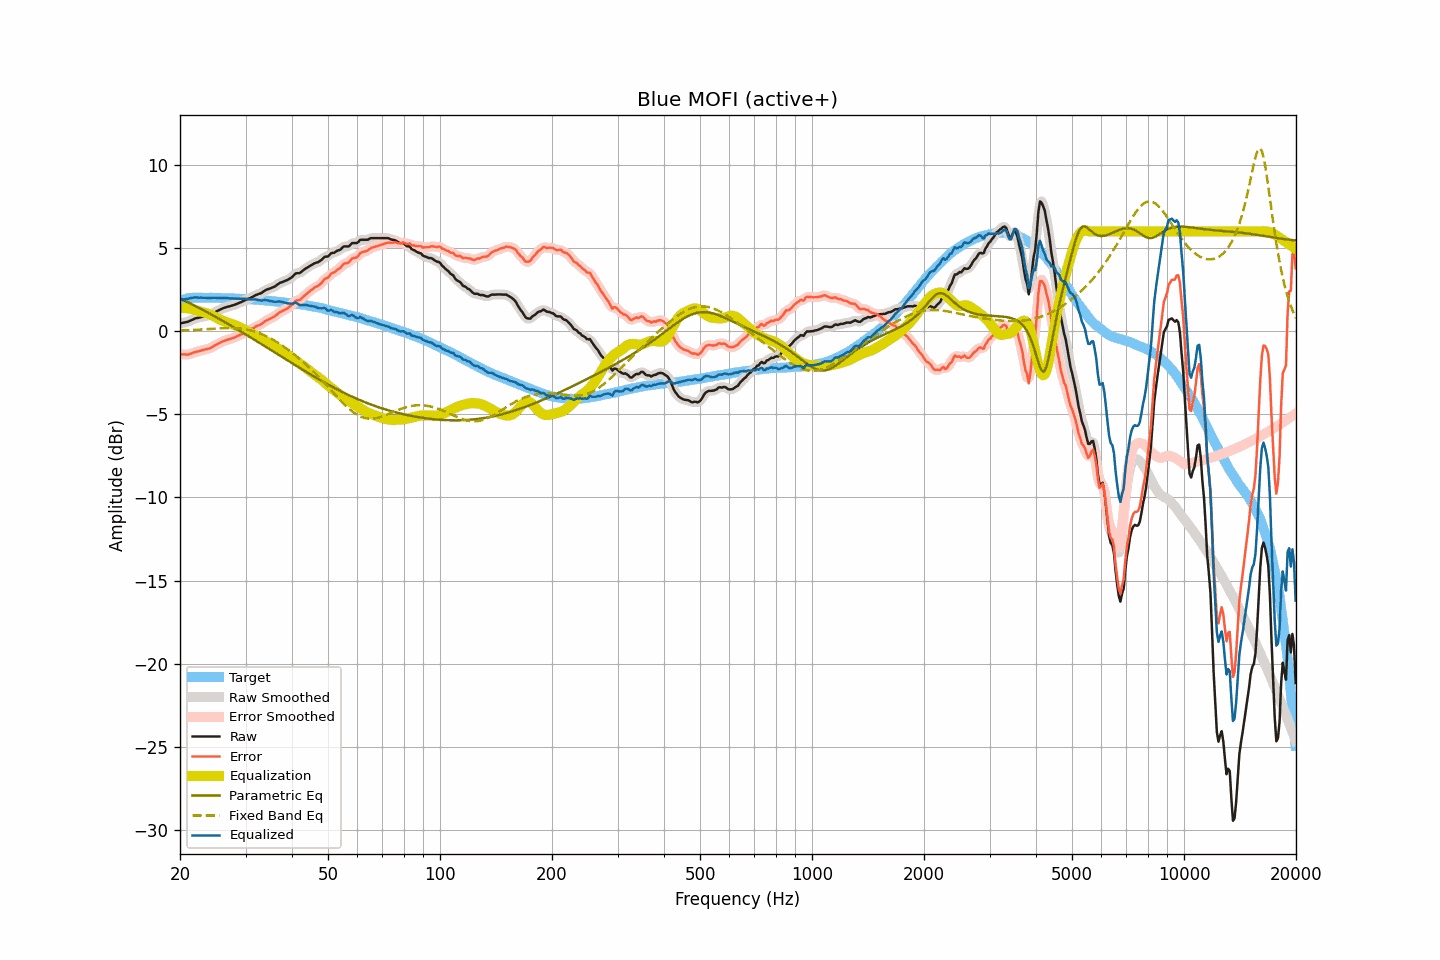 Blue MOFI (active+)
10
5
0
−5
−10
−15
−20
−25
−30
Amplitude (dBr)
Target
Raw Smoothed
Error Smoothed
Raw
Error
Equalization
Parametric Eq
Fixed Band Eq
Equalized
20 50 100 200 500 1000 2000 5000 10000 20000
Frequency (Hz)